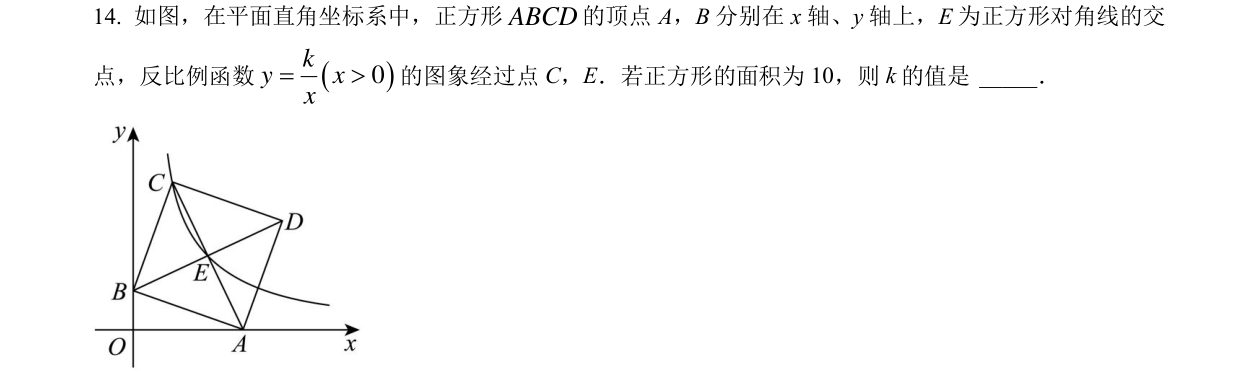 14. 如图，在平面直角坐标系中，正方形 ABCD 的顶点 A，B 分别在 x 轴、y 轴上，E 为正方形对角线的交
点，反比例函数 y = k/x (x > 0) 的图象经过点 C，E．若正方形的面积为 10，则 k 的值是 _____．
y
C
D
E
B
O
A
x